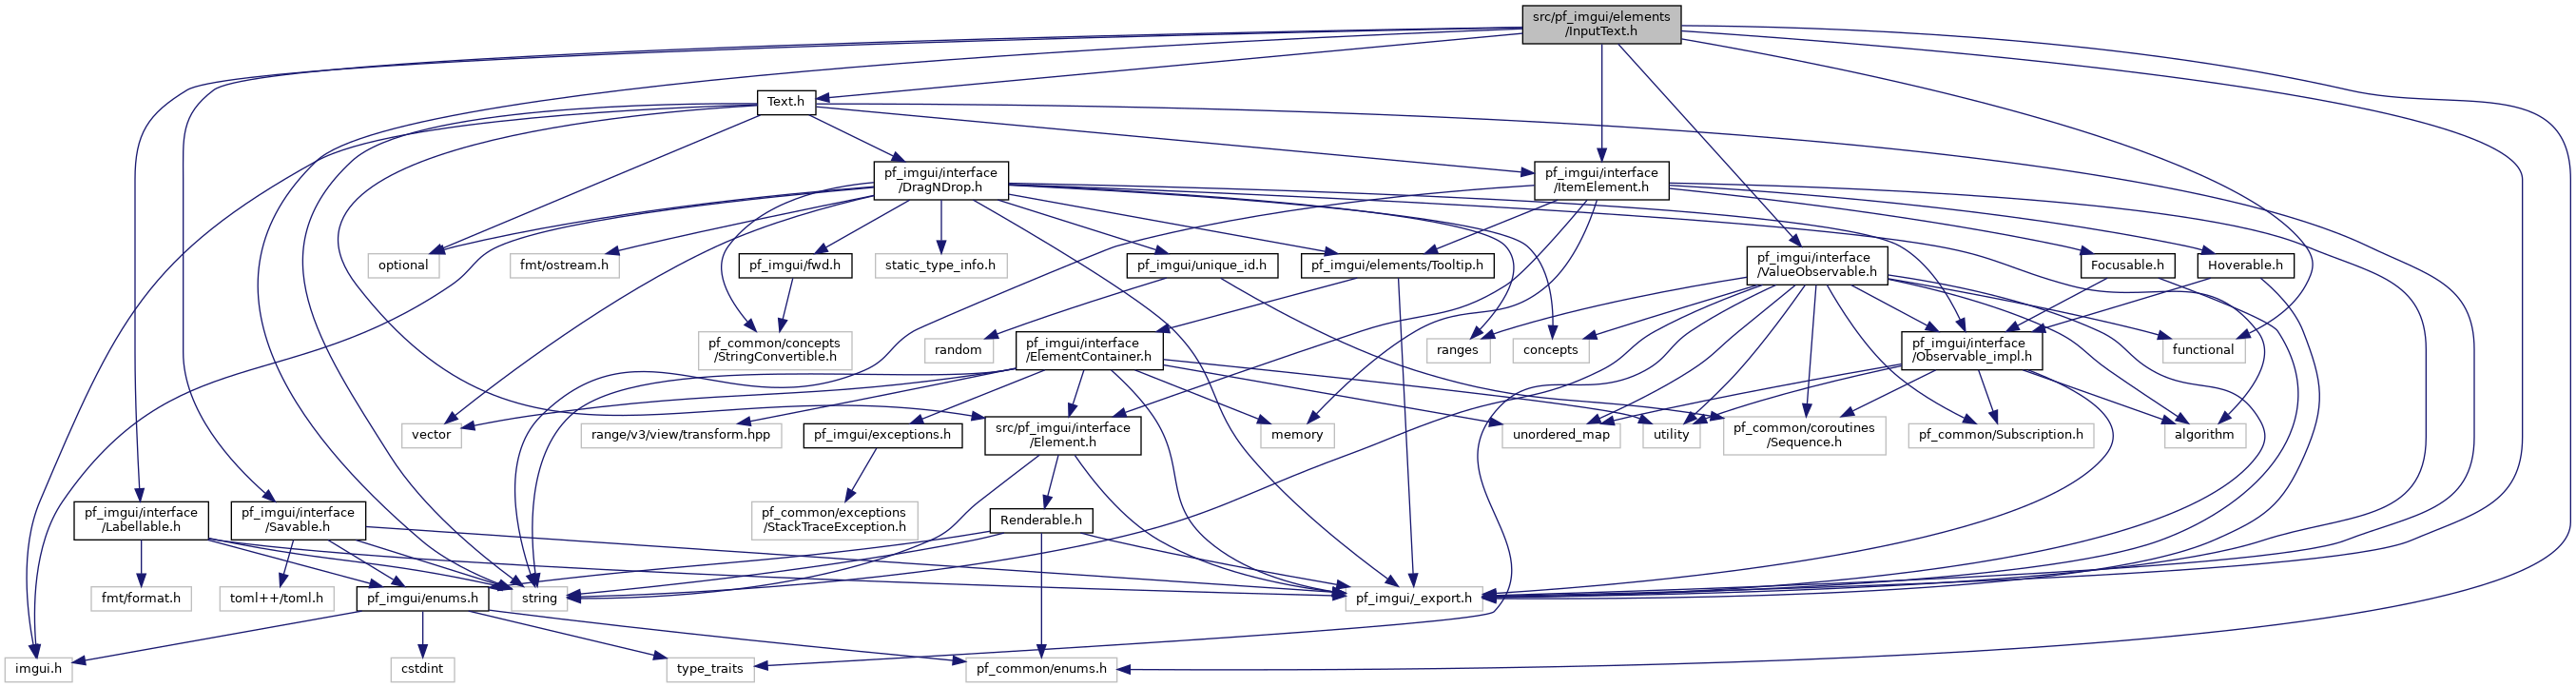 src/pf_imgui/elements
/InputText.h
Text.h
pf_imgui/interface
/DragNDrop.h
pf_imgui/interface
/ItemElement.h
optional
fmt/ostream.h
pf_imgui/fwd.h
static_type_info.h
pf_imgui/unique_id.h
pf_imgui/elements/Tooltip.h
pf_imgui/interface
/ValueObservable.h
Focusable.h
Hoverable.h
pf_common/concepts
/StringConvertible.h
random
pf_imgui/interface
/ElementContainer.h
ranges
concepts
pf_imgui/interface
/Observable_impl.h
functional
vector
range/v3/view/transform.hpp
pf_imgui/exceptions.h
src/pf_imgui/interface
/Element.h
memory
unordered_map
utility
pf_common/coroutines
/Sequence.h
pf_common/Subscription.h
algorithm
pf_imgui/interface
/Labellable.h
pf_imgui/interface
/Savable.h
pf_common/exceptions
/StackTraceException.h
Renderable.h
fmt/format.h
toml++/toml.h
pf_imgui/enums.h
string
pf_imgui/_export.h
imgui.h
cstdint
type_traits
pf_common/enums.h